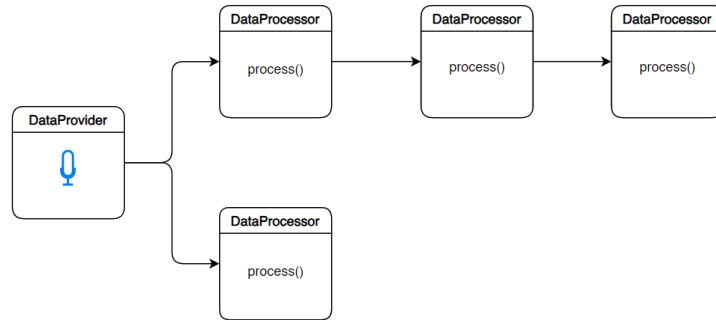 DataProcessor
process()
DataProcessor
process()
DataProcessor
process()
DataProvider
DataProcessor
process()